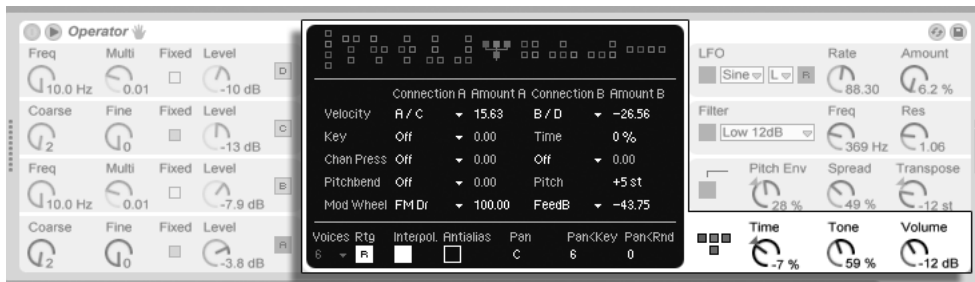 Operator
Freq Multi Fixed Level
10.0 Hz 0.01 -10 dB D
Coarse Fine Fixed Level
2 0 -13 dB C
Freq Multi Fixed Level
10.0 Hz 0.01 -7.9 dB B
Coarse Fine Fixed Level
2 0 -3.8 dB A
Connection A Amount A Connection B Amount B
Velocity A/C 15.63 B/D -26.56
Key Off 0.00 Time 0 %
Chan Press Off 0.00 Off 0.00
Pitchbend Off 0.00 Pitch +5 st
Mod Wheel FM Dr 100.00 FeedB -43.75
Voices Rtg Interpol. Antialias Pan Pan<Key Pan<Rnd
6 R C 6 0
LFO Rate Amount
Sine L R 88.30 6.2 %
Filter Freq Res
Low 12dB 369 Hz 1.06
Pitch Env Spread Transpose
28 % 49 % -12 st
Time Tone Volume
-7 % 59 % -12 dB